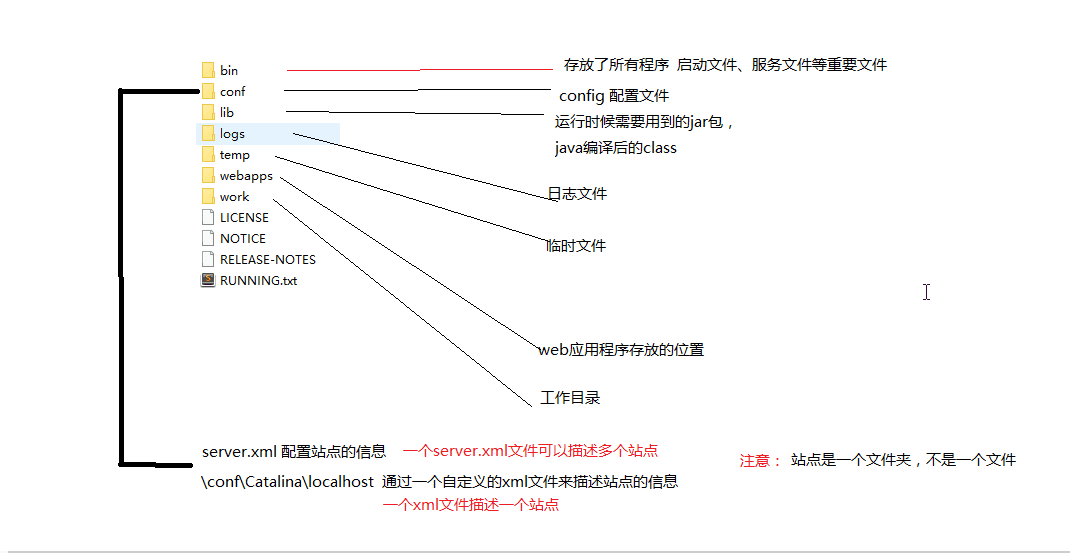 bin
存放了所有程序 启动文件、服务文件等重要文件
conf
config 配置文件
lib
运行时候需要用到的jar包，
java编译后的class
logs
日志文件
temp
临时文件
webapps
web应用程序存放的位置
work
工作目录
LICENSE
NOTICE
RELEASE-NOTES
RUNNING.txt
server.xml 配置站点的信息 一个server.xml文件可以描述多个站点
注意： 站点是一个文件夹，不是一个文件
\conf\Catalina\localhost 通过一个自定义的xml文件来描述站点的信息
一个xml文件描述一个站点